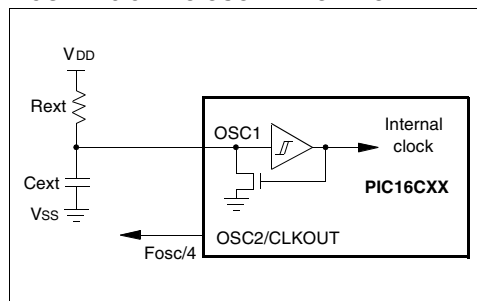 VDD
Rext
OSC1
Internal
clock
Cext
PIC16CXX
VSS
OSC2/CLKOUT
Fosc/4